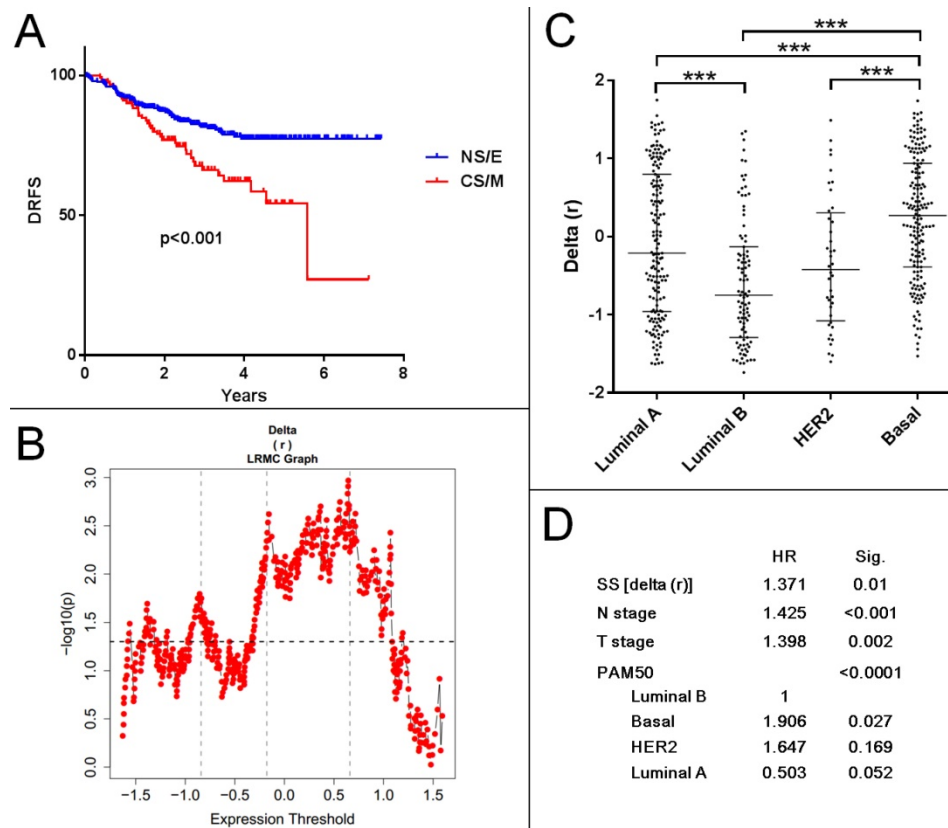 A
100
50
0
DRFS
0 2 4 6 8
Years
p<0.001
NS/E
CS/M
B
Delta
( r )
LRMC Graph
3.0
2.5
2.0
1.5
1.0
0.5
0.0
−log10(p)
−1.5 −1.0 −0.5 0.0 0.5 1.0 1.5
Expression Threshold
C
***
***
*** ***
2
1
0
-1
-2
Delta (r)
Luminal A
Luminal B
HER2
Basal
D
HR Sig.
SS [delta (r)] 1.371 0.01
N stage 1.425 <0.001
T stage 1.398 0.002
PAM50 <0.0001
Luminal B 1
Basal 1.906 0.027
HER2 1.647 0.169
Luminal A 0.503 0.052